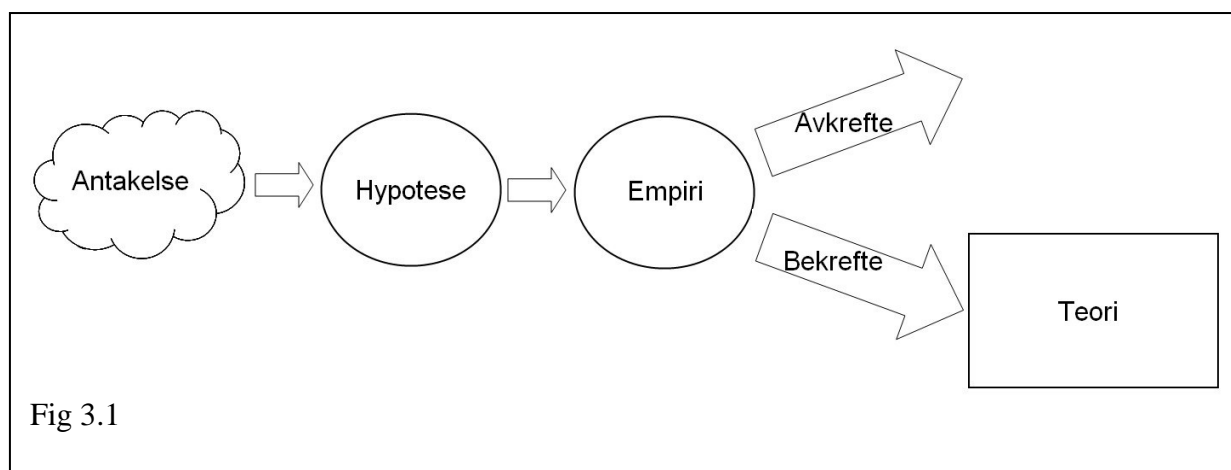 Antakelse
Hypotese
Empiri
Avkrefte
Bekrefte
Teori
Fig 3.1